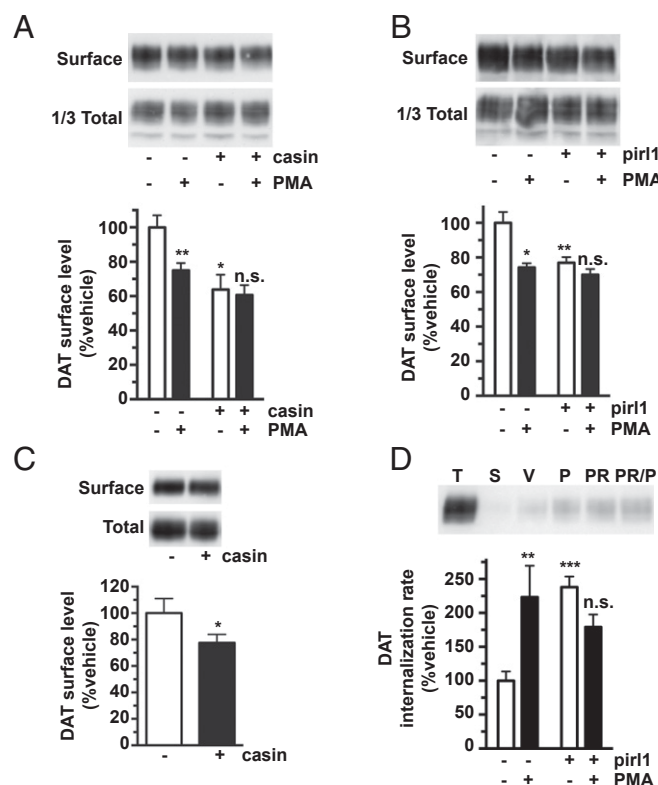 A
Surface
1/3 Total
- - + + casin
- + - + PMA
DAT surface level
(%vehicle)
100
80
60
40
20
0
**
*
n.s.
- - + + casin
- + - + PMA
B
Surface
1/3 Total
- - + + pirl1
- + - + PMA
DAT surface level
(%vehicle)
100
80
60
40
20
0
*
**
n.s.
- - + + pirl1
- + - + PMA
C
Surface
Total
- + casin
DAT surface level
(%vehicle)
120
100
80
60
40
20
0
*
- + casin
D
T S V P PR PR/P
DAT
internalization rate
(%vehicle)
250
200
150
100
50
0
**
***
n.s.
- - + + pirl1
- + - + PMA